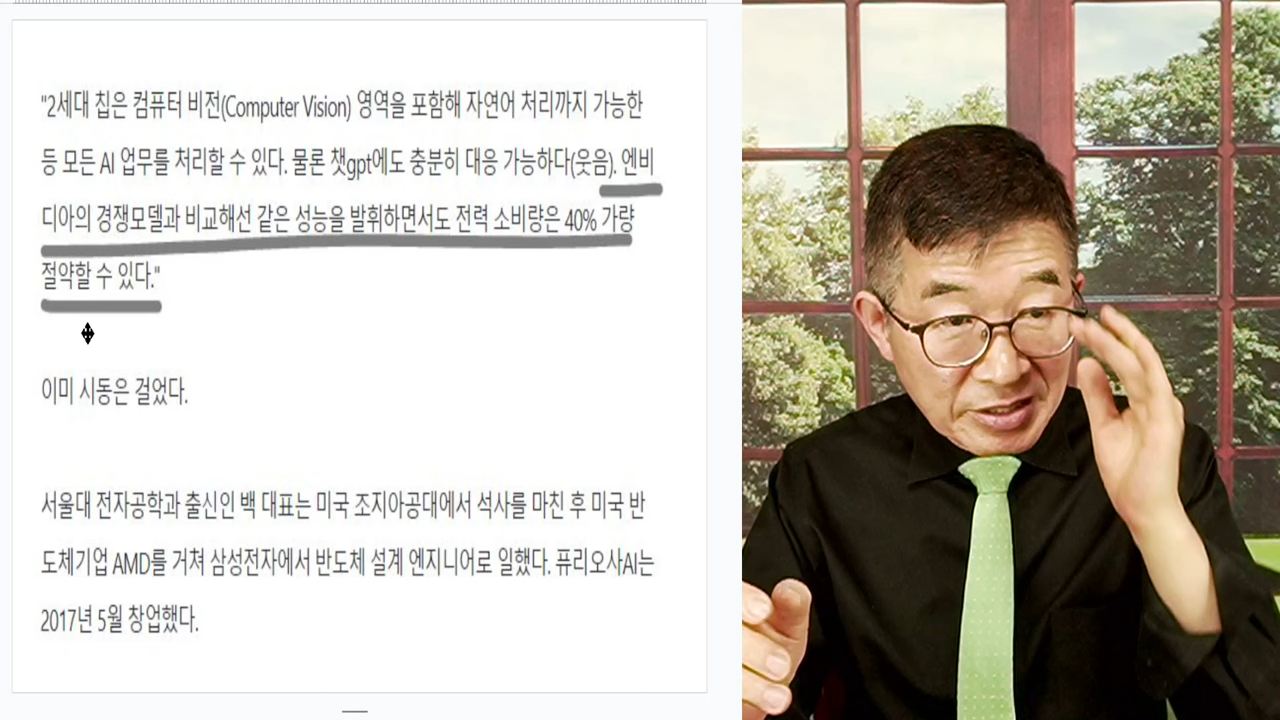 "2세대 칩은 컴퓨터 비전(Computer Vision) 영역을 포함해 자연어 처리까지 가능한
등 모든 AI 업무를 처리할 수 있다. 물론 챗gpt에도 충분히 대응 가능하다(웃음). 엔비
디아의 경쟁모델과 비교해선 같은 성능을 발휘하면서도 전력 소비량은 40% 가량
절약할 수 있다."
이미 시동은 걸었다.
서울대 전자공학과 출신인 백 대표는 미국 조지아공대에서 석사를 마친 후 미국 반
도체기업 AMD를 거쳐 삼성전자에서 반도체 설계 엔지니어로 일했다. 퓨리오사AI는
2017년 5월 창업했다.